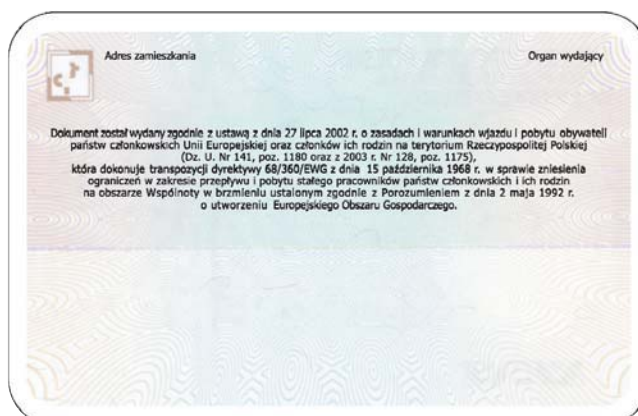 Adres zamieszkania
Organ wydający
Dokument został wydany zgodnie z ustawą z dnia 27 lipca 2002 r. o zasadach i warunkach wjazdu i pobytu obywateli
państw członkowskich Unii Europejskiej oraz członków ich rodzin na terytorium Rzeczypospolitej Polskiej
(Dz. U. Nr 141, poz. 1180 oraz z 2003 r. Nr 128, poz. 1175),
która dokonuje transpozycji dyrektywy 68/360/EWG z dnia 15 października 1968 r. w sprawie zniesienia
ograniczeń w zakresie przepływu i pobytu stałego pracowników państw członkowskich i ich rodzin
na obszarze Wspólnoty w brzmieniu ustalonym zgodnie z Porozumieniem z dnia 2 maja 1992 r.
o utworzeniu Europejskiego Obszaru Gospodarczego.